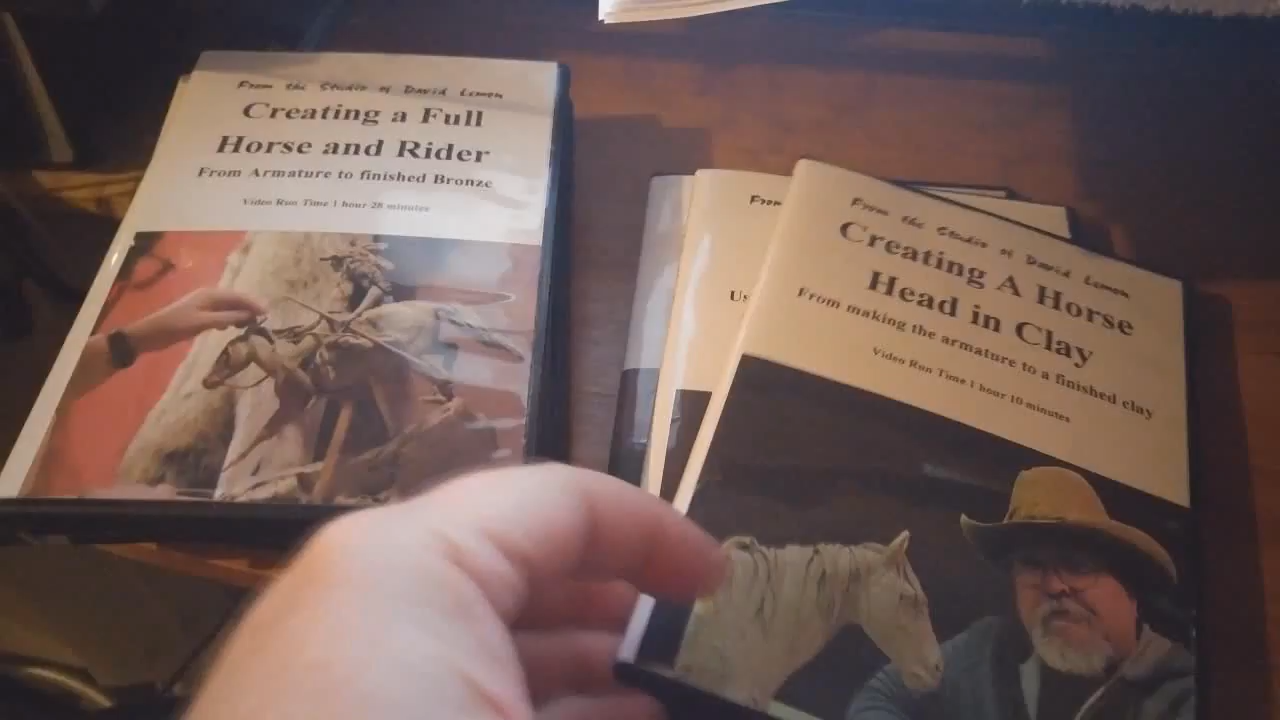 From the Studio of David Lemon
Creating a Full
Horse and Rider
From Armature to finished Bronze
Video Run Time 1 hour 28 minutes
From
Us
From the Studio of David Lemon
Creating A Horse
Head in Clay
From making the armature to a finished clay
Video Run Time 1 hour 10 minutes